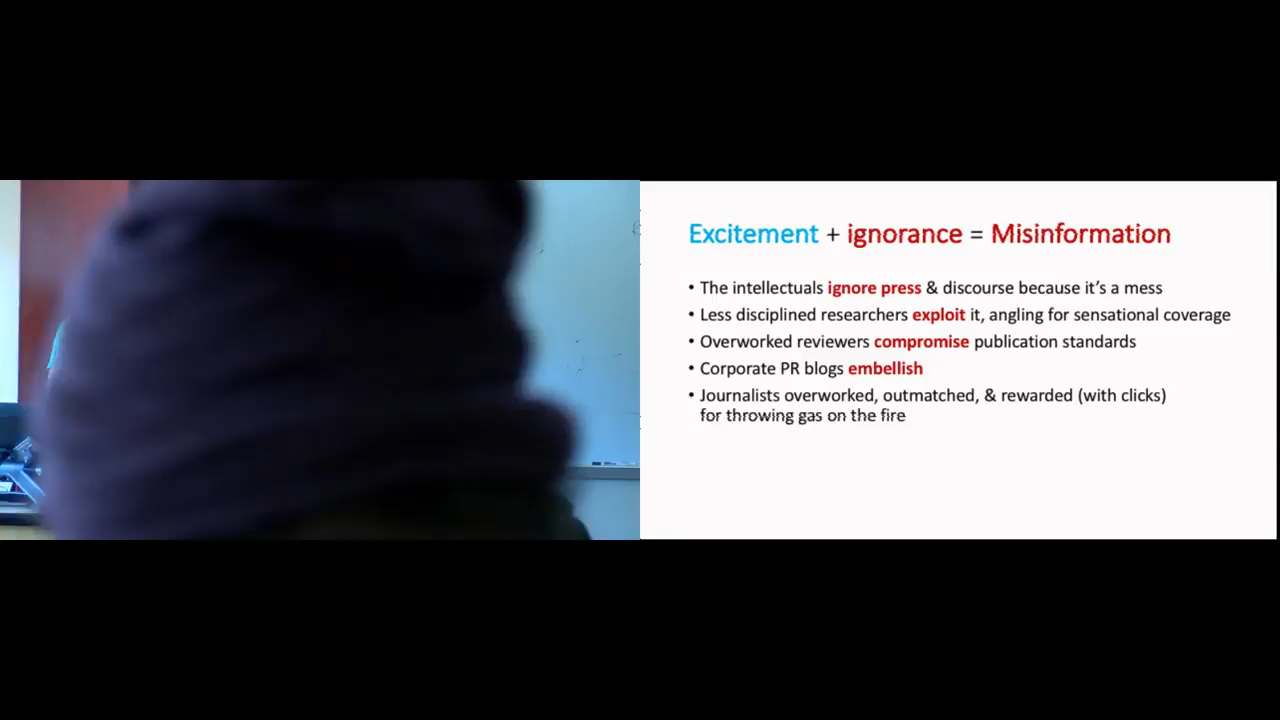 Excitement + ignorance = Misinformation
• The intellectuals ignore press & discourse because it’s a mess
• Less disciplined researchers exploit it, angling for sensational coverage
• Overworked reviewers compromise publication standards
• Corporate PR blogs embellish
• Journalists overworked, outmatched, & rewarded (with clicks)
for throwing gas on the fire